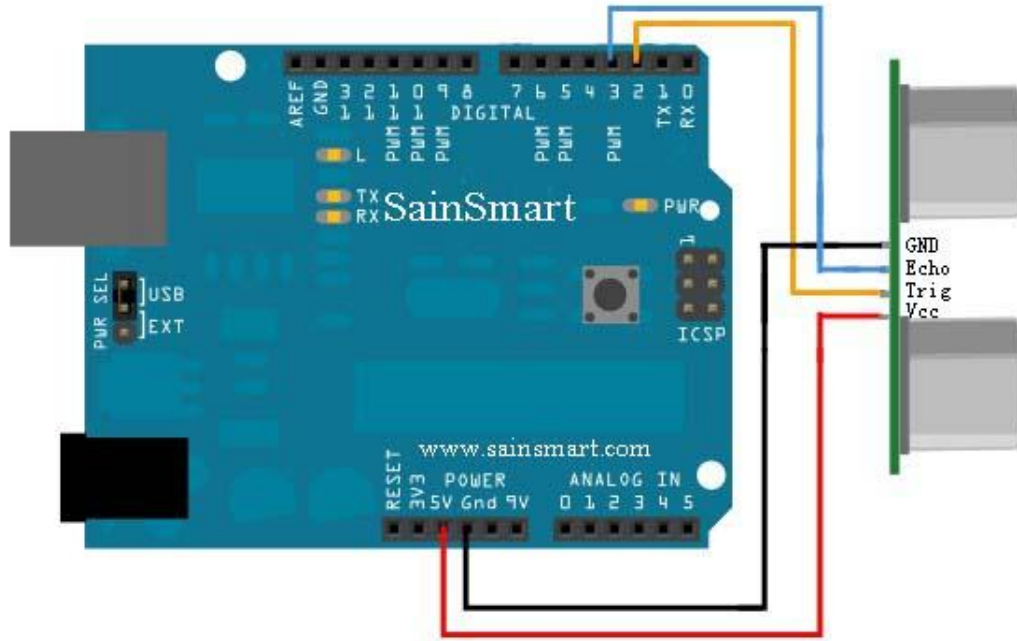 7 6 5 4 3 2 1 0
AREF GND 13 12 11 10 9 8
DIGITAL
PWM PWM PWM PWM PWM PWM TX RX
L
TX
RX
SainSmart
PWR
1
GND
Echo
Trig
Vcc
PWR SEL
USB
EXT
ICSP
www.sainsmart.com
RESET 3V3 5V Gnd 9V
POWER
ANALOG IN
0 1 2 3 4 5